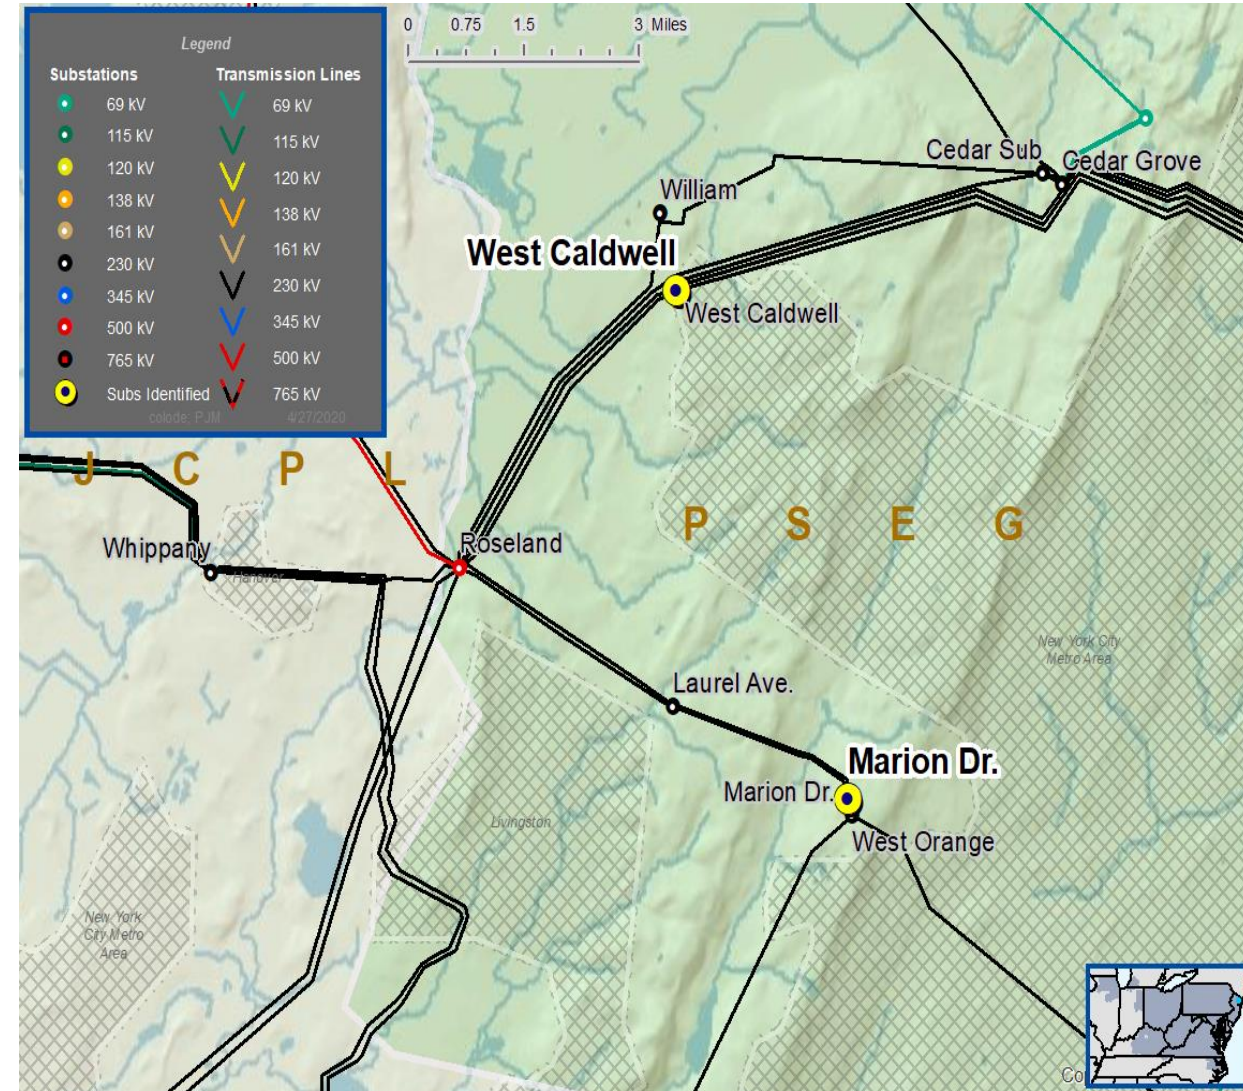 Legend
Substations
Transmission Lines
69 kV
115 kV
120 kV
138 kV
161 kV
230 kV
345 kV
500 kV
765 kV
Subs Identified
69 kV
115 kV
120 kV
138 kV
161 kV
230 kV
345 kV
500 kV
765 kV
colode, PJM 4/27/2020
0 0.75 1.5 3 Miles
Cedar Sub
Cedar Grove
William
West Caldwell
West Caldwell
J C P L
P S E G
Whippany
Hanover
Roseland
New York City
Metro Area
Laurel Ave.
Marion Dr.
Marion Dr.
West Orange
Livingston
New York
City Metro
Area